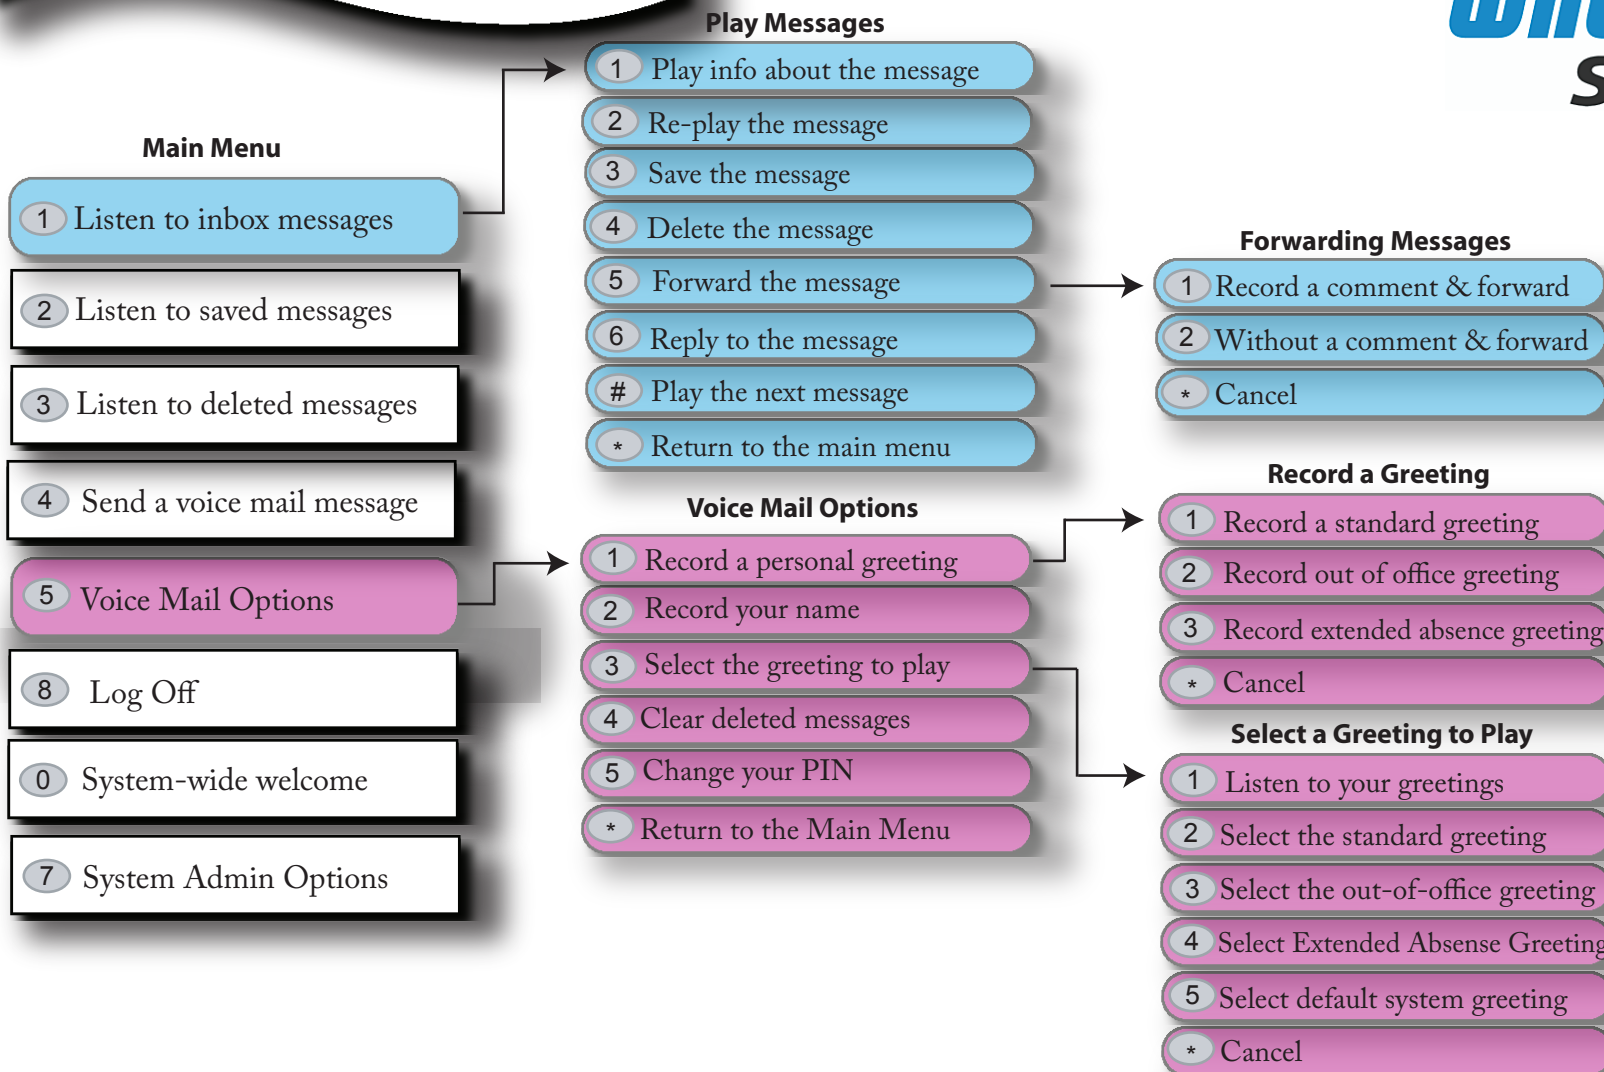 Main Menu
1 Listen to inbox messages
2 Listen to saved messages
3 Listen to deleted messages
4 Send a voice mail message
5 Voice Mail Options
8 Log Off
0 System-wide welcome
7 System Admin Options
Play Messages
1 Play info about the message
2 Re-play the message
3 Save the message
4 Delete the message
5 Forward the message
6 Reply to the message
# Play the next message
* Return to the main menu
Voice Mail Options
1 Record a personal greeting
2 Record your name
3 Select the greeting to play
4 Clear deleted messages
5 Change your PIN
* Return to the Main Menu
Forwarding Messages
1 Record a comment & forward
2 Without a comment & forward
* Cancel
Record a Greeting
1 Record a standard greeting
2 Record out of office greeting
3 Record extended absence greeting
* Cancel
Select a Greeting to Play
1 Listen to your greetings
2 Select the standard greeting
3 Select the out-of-office greeting
4 Select Extended Absense Greeting
5 Select default system greeting
* Cancel